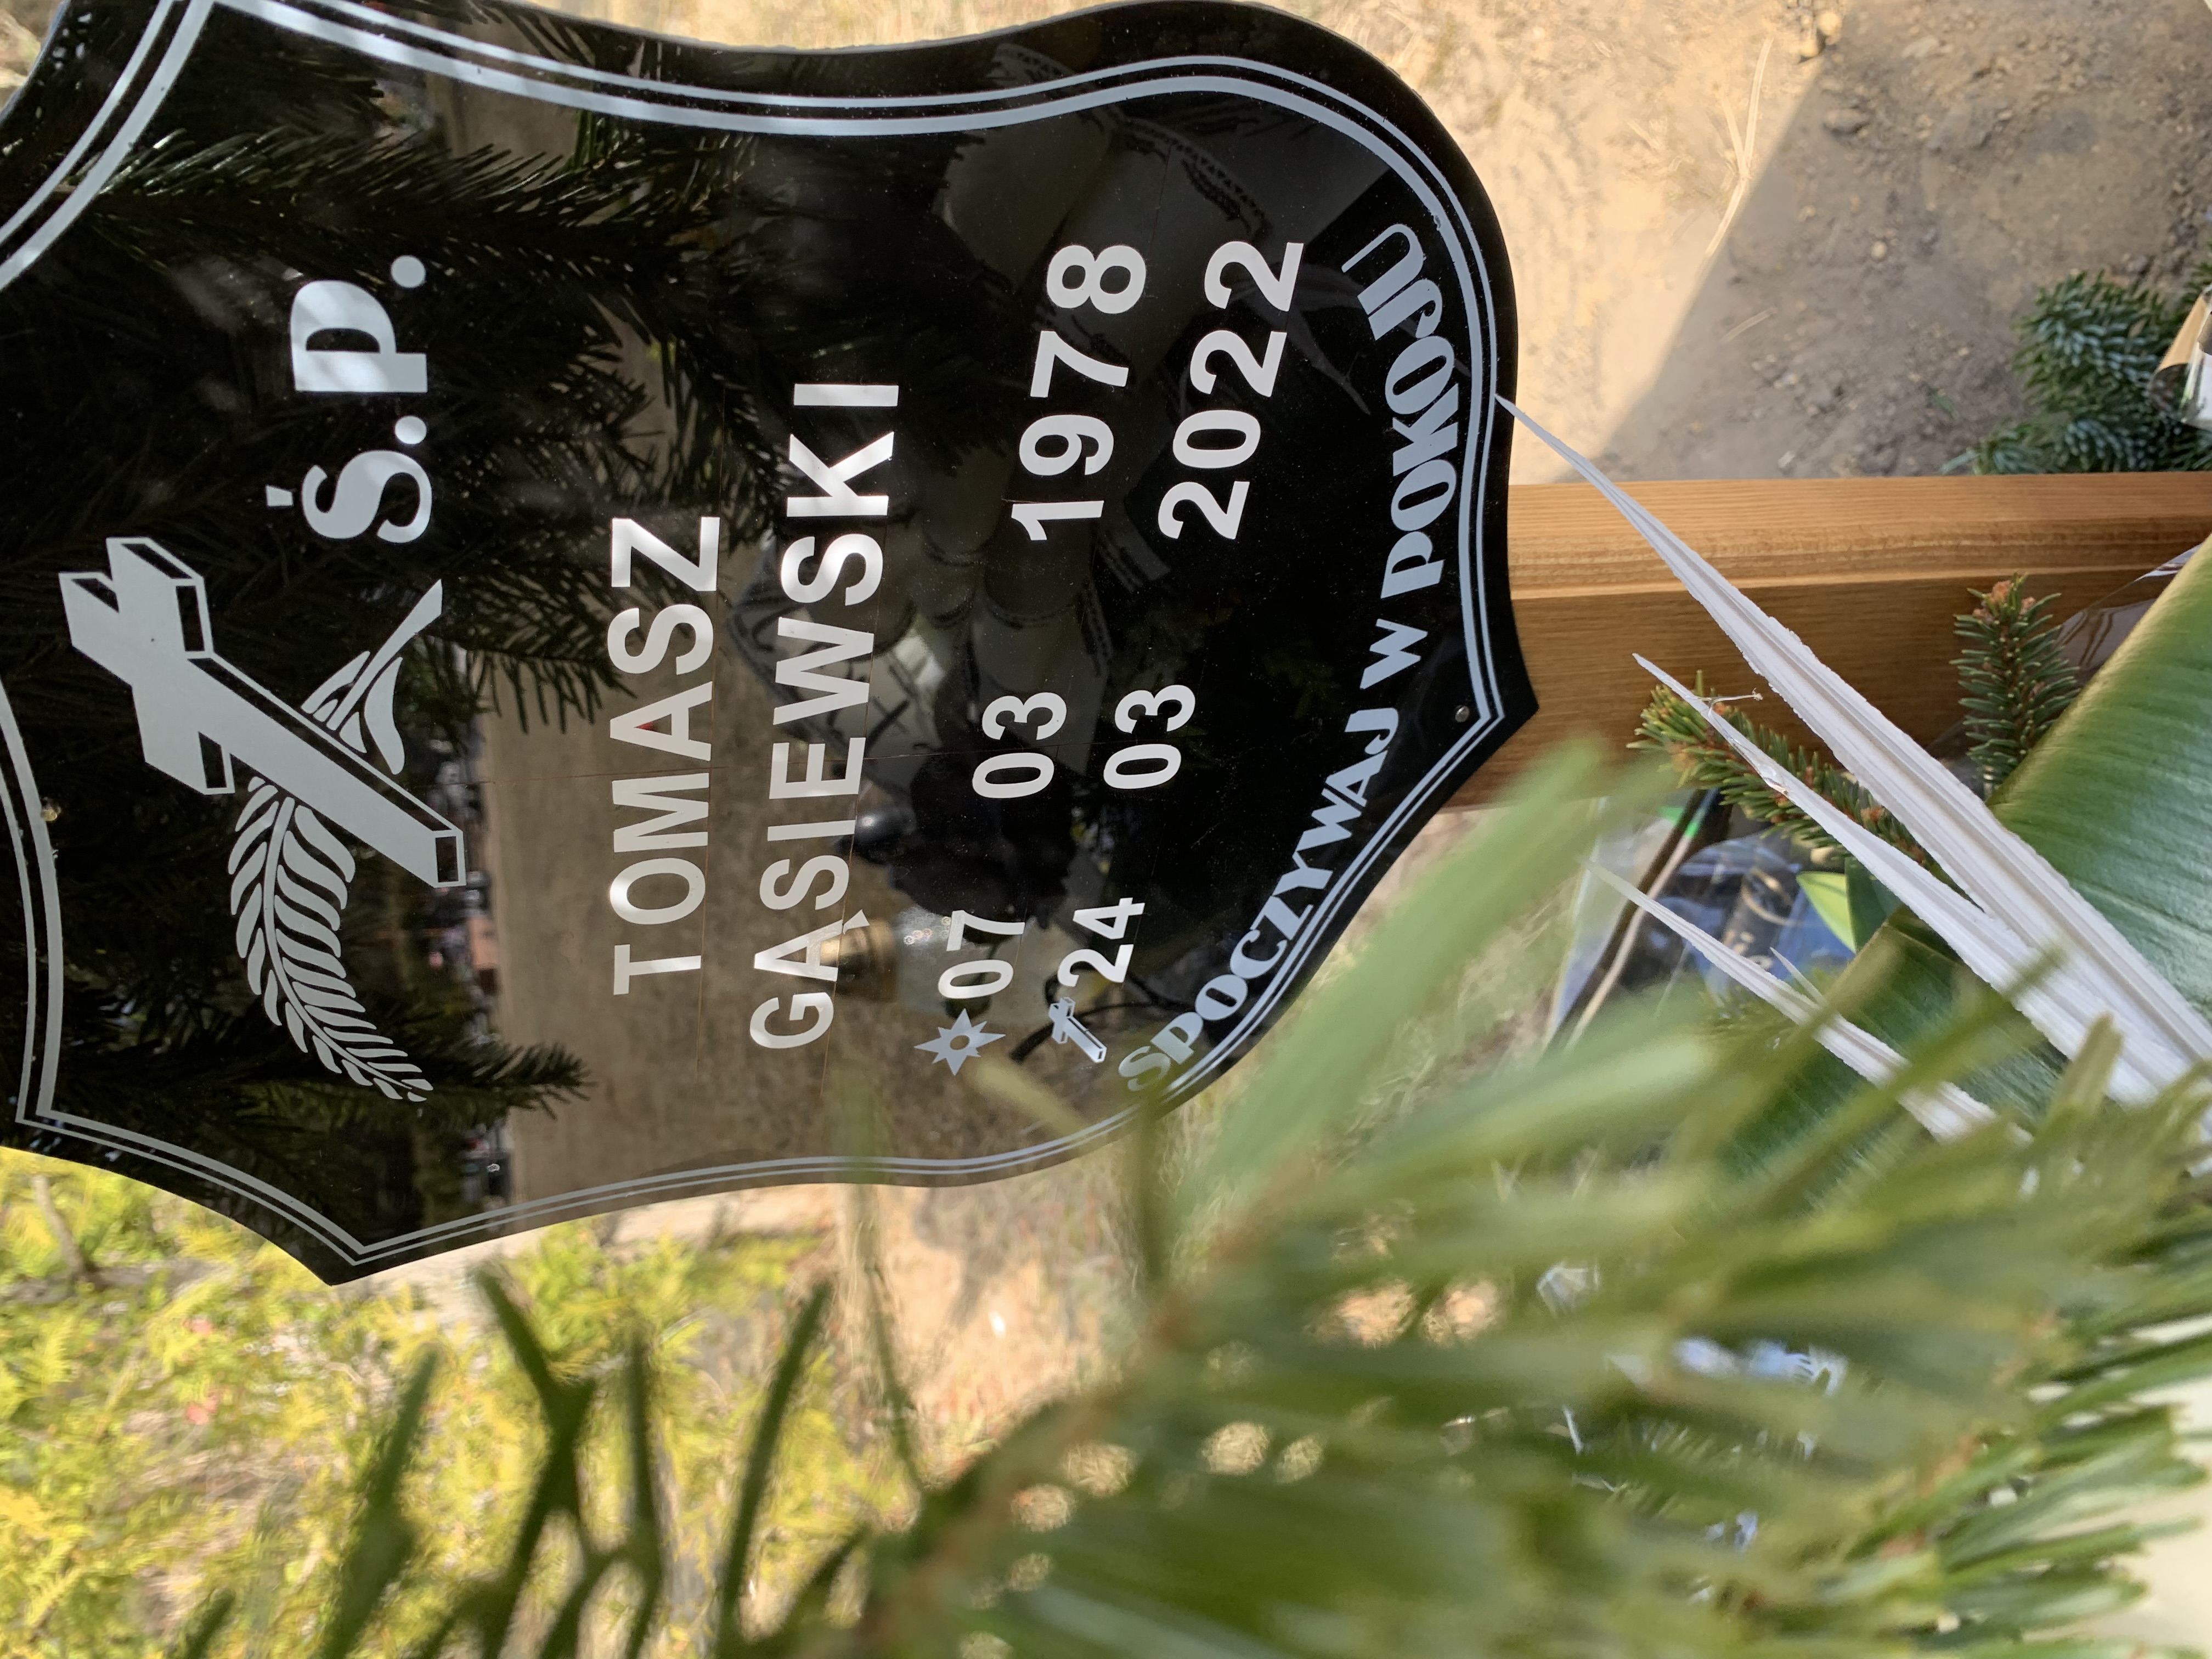 Ś.P.
TOMASZ
GĄSIEWSKI
07 03 1978
24 03 2022
SPOCZYWAJ W POKOJU